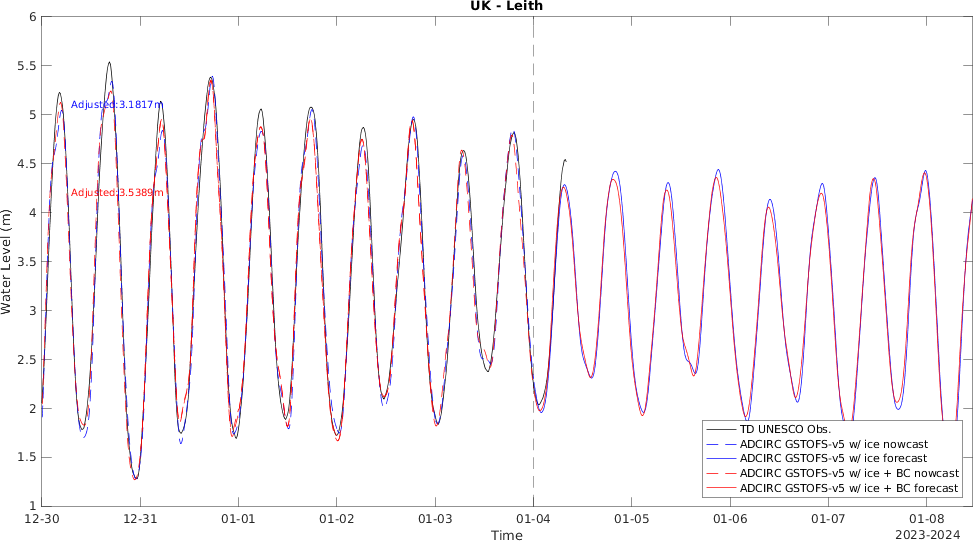 UK - Leith
6
5.5
5
4.5
4
3.5
3
2.5
2
1.5
1
Water Level (m)
Adjusted:3.1817m
Adjusted:3.5389m
TD UNESCO Obs.
ADCIRC GSTOFS-v5 w/ ice nowcast
ADCIRC GSTOFS-v5 w/ ice forecast
ADCIRC GSTOFS-v5 w/ ice + BC nowcast
ADCIRC GSTOFS-v5 w/ ice + BC forecast
12-30 12-31 01-01 01-02 01-03 01-04 01-05 01-06 01-07 01-08
Time
2023-2024